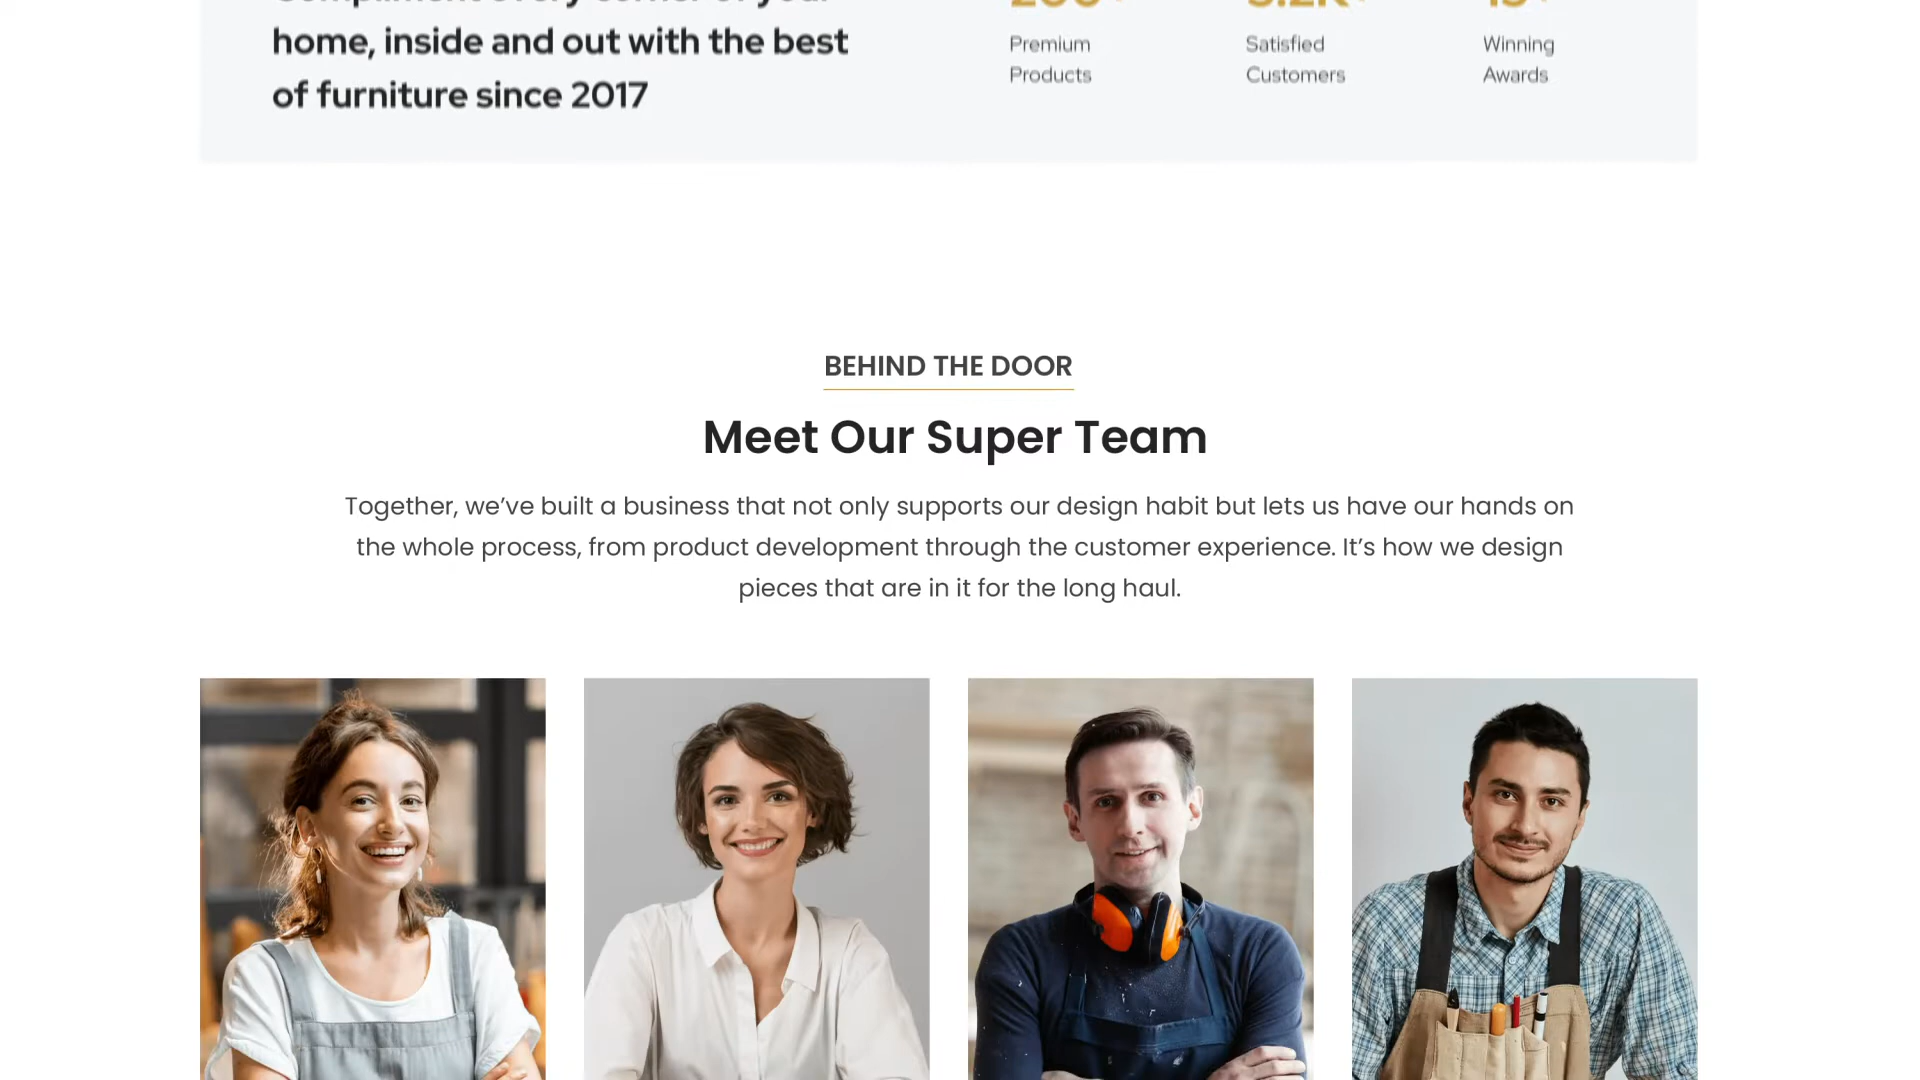 home, inside and out with the best
of furniture since 2017
Premium
Products
Satisfied
Customers
Winning
Awards
BEHIND THE DOOR
Meet Our Super Team
Together, we’ve built a business that not only supports our design habit but lets us have our hands on
the whole process, from product development through the customer experience. It’s how we design
pieces that are in it for the long haul.